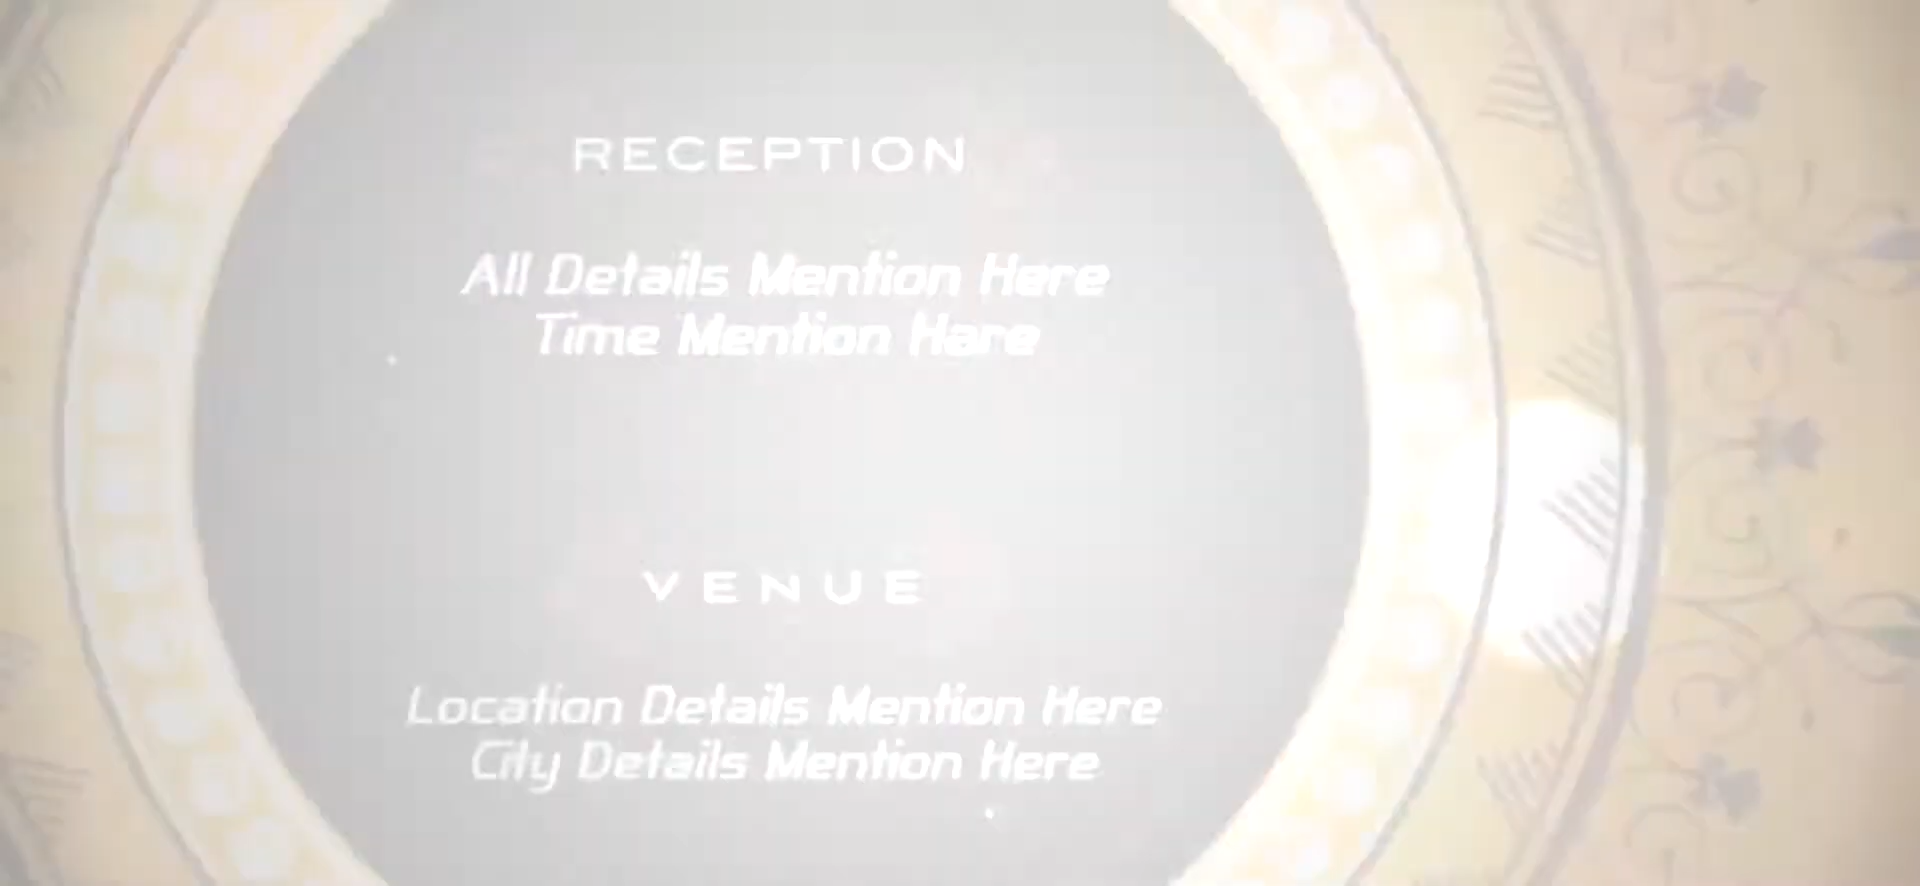 RECEPTION
All Details Mention Here
Time Mention Hare
VENUE
Location Details Mention Here
City Details Mention Here